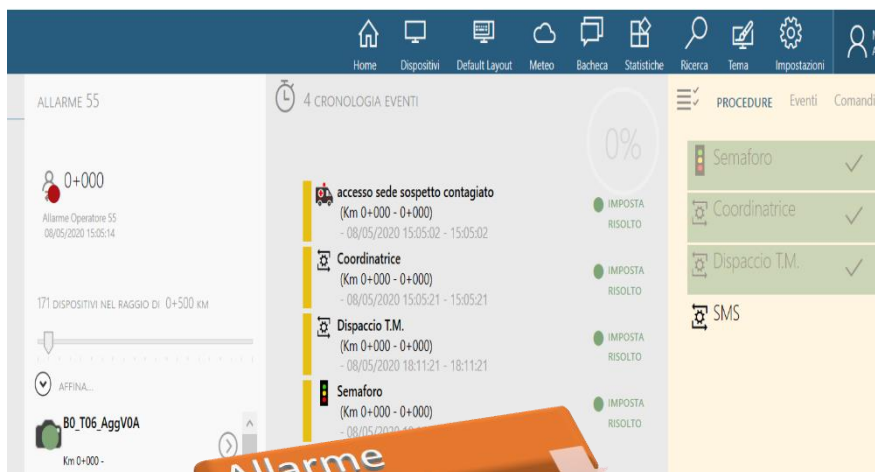 Home Dispositivi Default Layout Meteo Bacheca Statistiche Ricerca Tema Impostazioni
ALLARME 55
0+000
Allarme Operatore 55
08/05/2020 15:05:14
171 DISPOSITIVI NEL RAGGIO DI 0+500 KM
AFFINA...
B0_T06_AggV0A
Km 0+000 -
4 CRONOLOGIA EVENTI
0%
accesso sede sospetto contagiato
(Km 0+000 - 0+000)
- 08/05/2020 15:05:02 - 15:05:02
IMPOSTA
RISOLTO
Coordinatrice
(Km 0+000 - 0+000)
- 08/05/2020 15:05:21 - 15:05:21
IMPOSTA
RISOLTO
Dispaccio T.M.
(Km 0+000 - 0+000)
- 08/05/2020 18:11:21 - 18:11:21
IMPOSTA
RISOLTO
Semaforo
(Km 0+000 - 0+000)
- 08/05/2020
IMPOSTA
RISOLTO
Allarme
PROCEDURE Eventi Comandi
Semaforo
Coordinatrice
Dispaccio T.M.
SMS